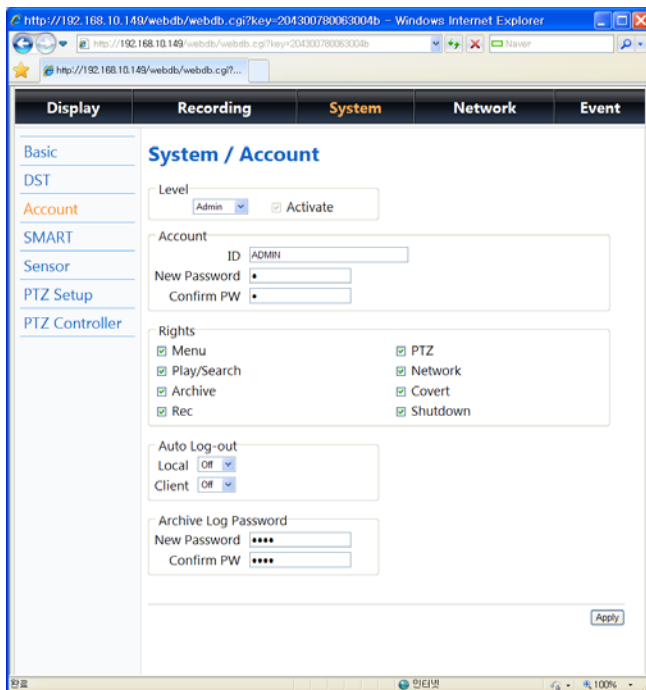 http://192.168.10.149/webdb/webdb.cgi?key=204300780063004b - Windows Internet Explorer
http://192.168.10.149/webdb/webdb.cgi?key=204300780063004b Naver
http://192.168.10.149/webdb/webdb.cgi?...
Display Recording System Network Event
Basic
DST
Account
SMART
Sensor
PTZ Setup
PTZ Controller
System / Account
Level
Admin Activate
Account
ID ADMIN
New Password •
Confirm PW •
Rights
Menu PTZ
Play/Search Network
Archive Covert
Rec Shutdown
Auto Log-out
Local Off
Client Off
Archive Log Password
New Password ••••
Confirm PW ••••
Apply
완료 인터넷 100%